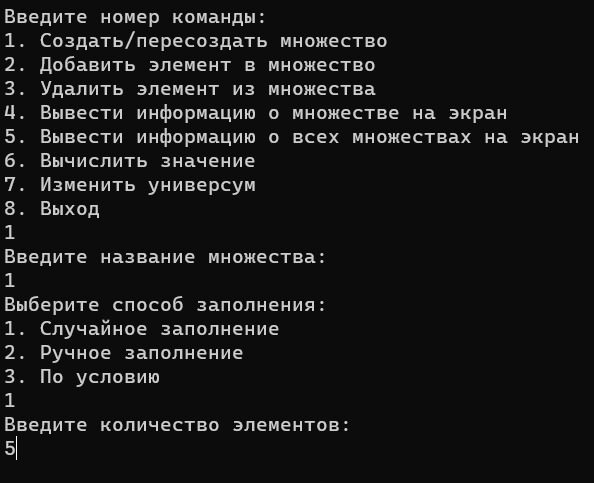 Введите номер команды:
1. Создать/пересоздать множество
2. Добавить элемент в множество
3. Удалить элемент из множества
4. Вывести информацию о множестве на экран
5. Вывести информацию о всех множествах на экран
6. Вычислить значение
7. Изменить универсум
8. Выход
1
Введите название множества:
1
Выберите способ заполнения:
1. Случайное заполнение
2. Ручное заполнение
3. По условию
1
Введите количество элементов:
5